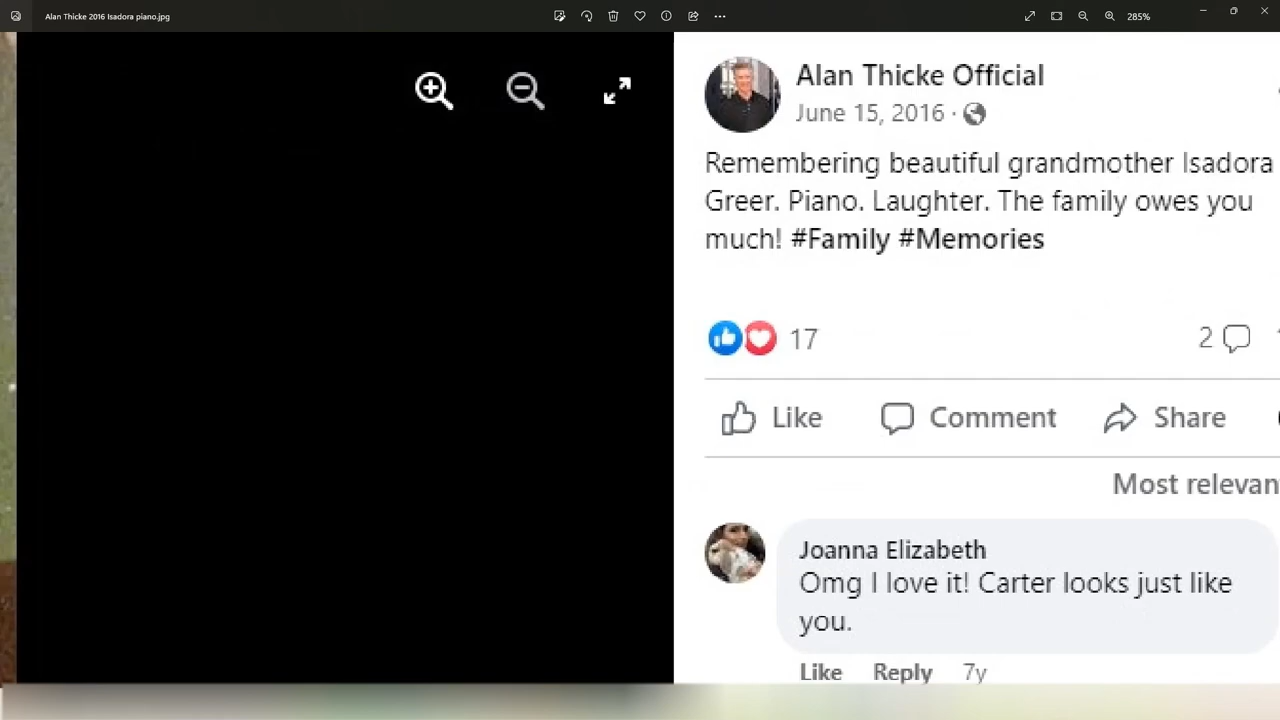 Alan Thicke 2016 Isadora piano.jpg
285%
Alan Thicke Official
June 15, 2016 ·
Remembering beautiful grandmother Isadora
Greer. Piano. Laughter. The family owes you
much! #Family #Memories
17
2
Like
Comment
Share
Most relevan
Joanna Elizabeth
Omg I love it! Carter looks just like
you.
Like Reply 7y